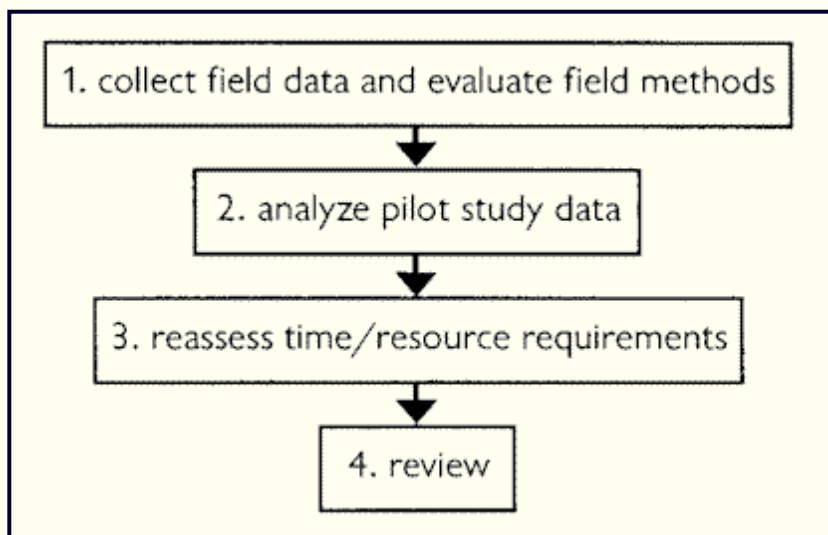 1. collect field data and evaluate field methods
2. analyze pilot study data
3. reassess time/resource requirements
4. review